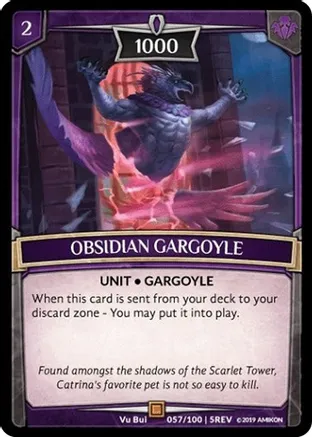 2
1000
OBSIDIAN GARGOYLE
UNIT • GARGOYLE
When this card is sent from your deck to your
discard zone - You may put it into play.
Found amongst the shadows of the Scarlet Tower,
Catrina's favorite pet is not so easy to kill.
Vu Bui 057/100 | 5REV ©2019 AMIKON